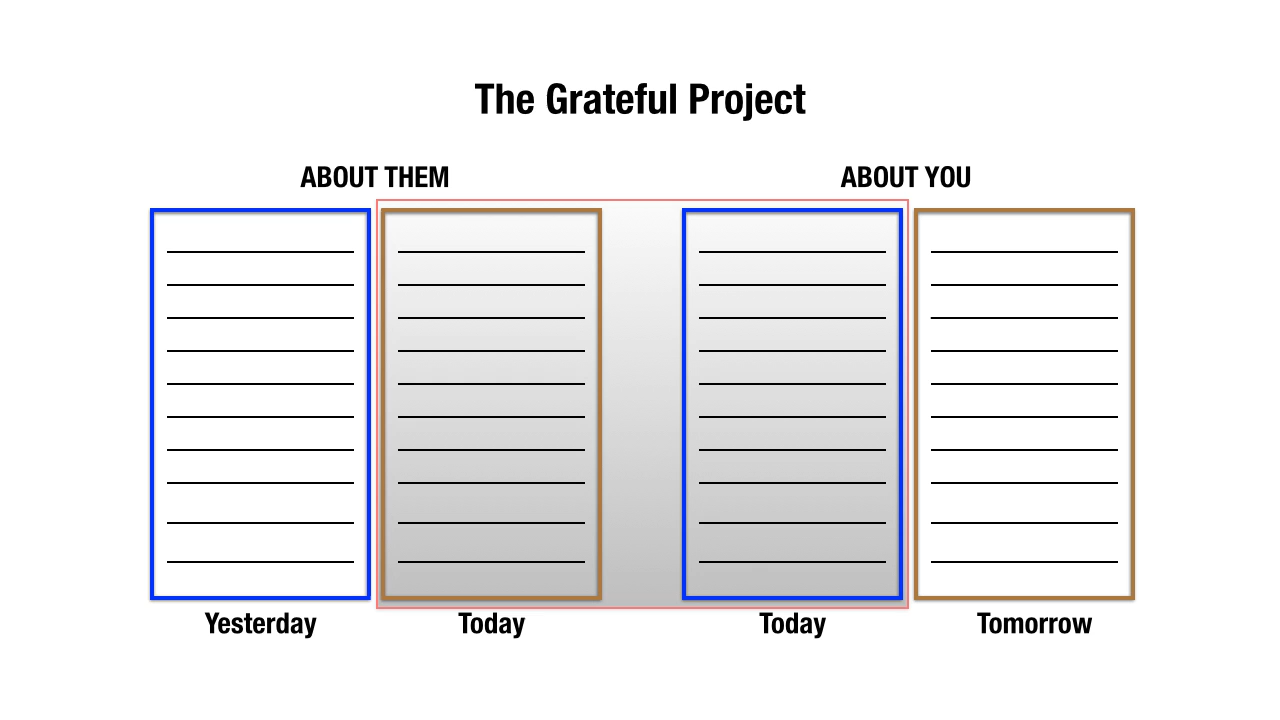 The Grateful Project
ABOUT THEM
ABOUT YOU
Yesterday
Today
Today
Tomorrow